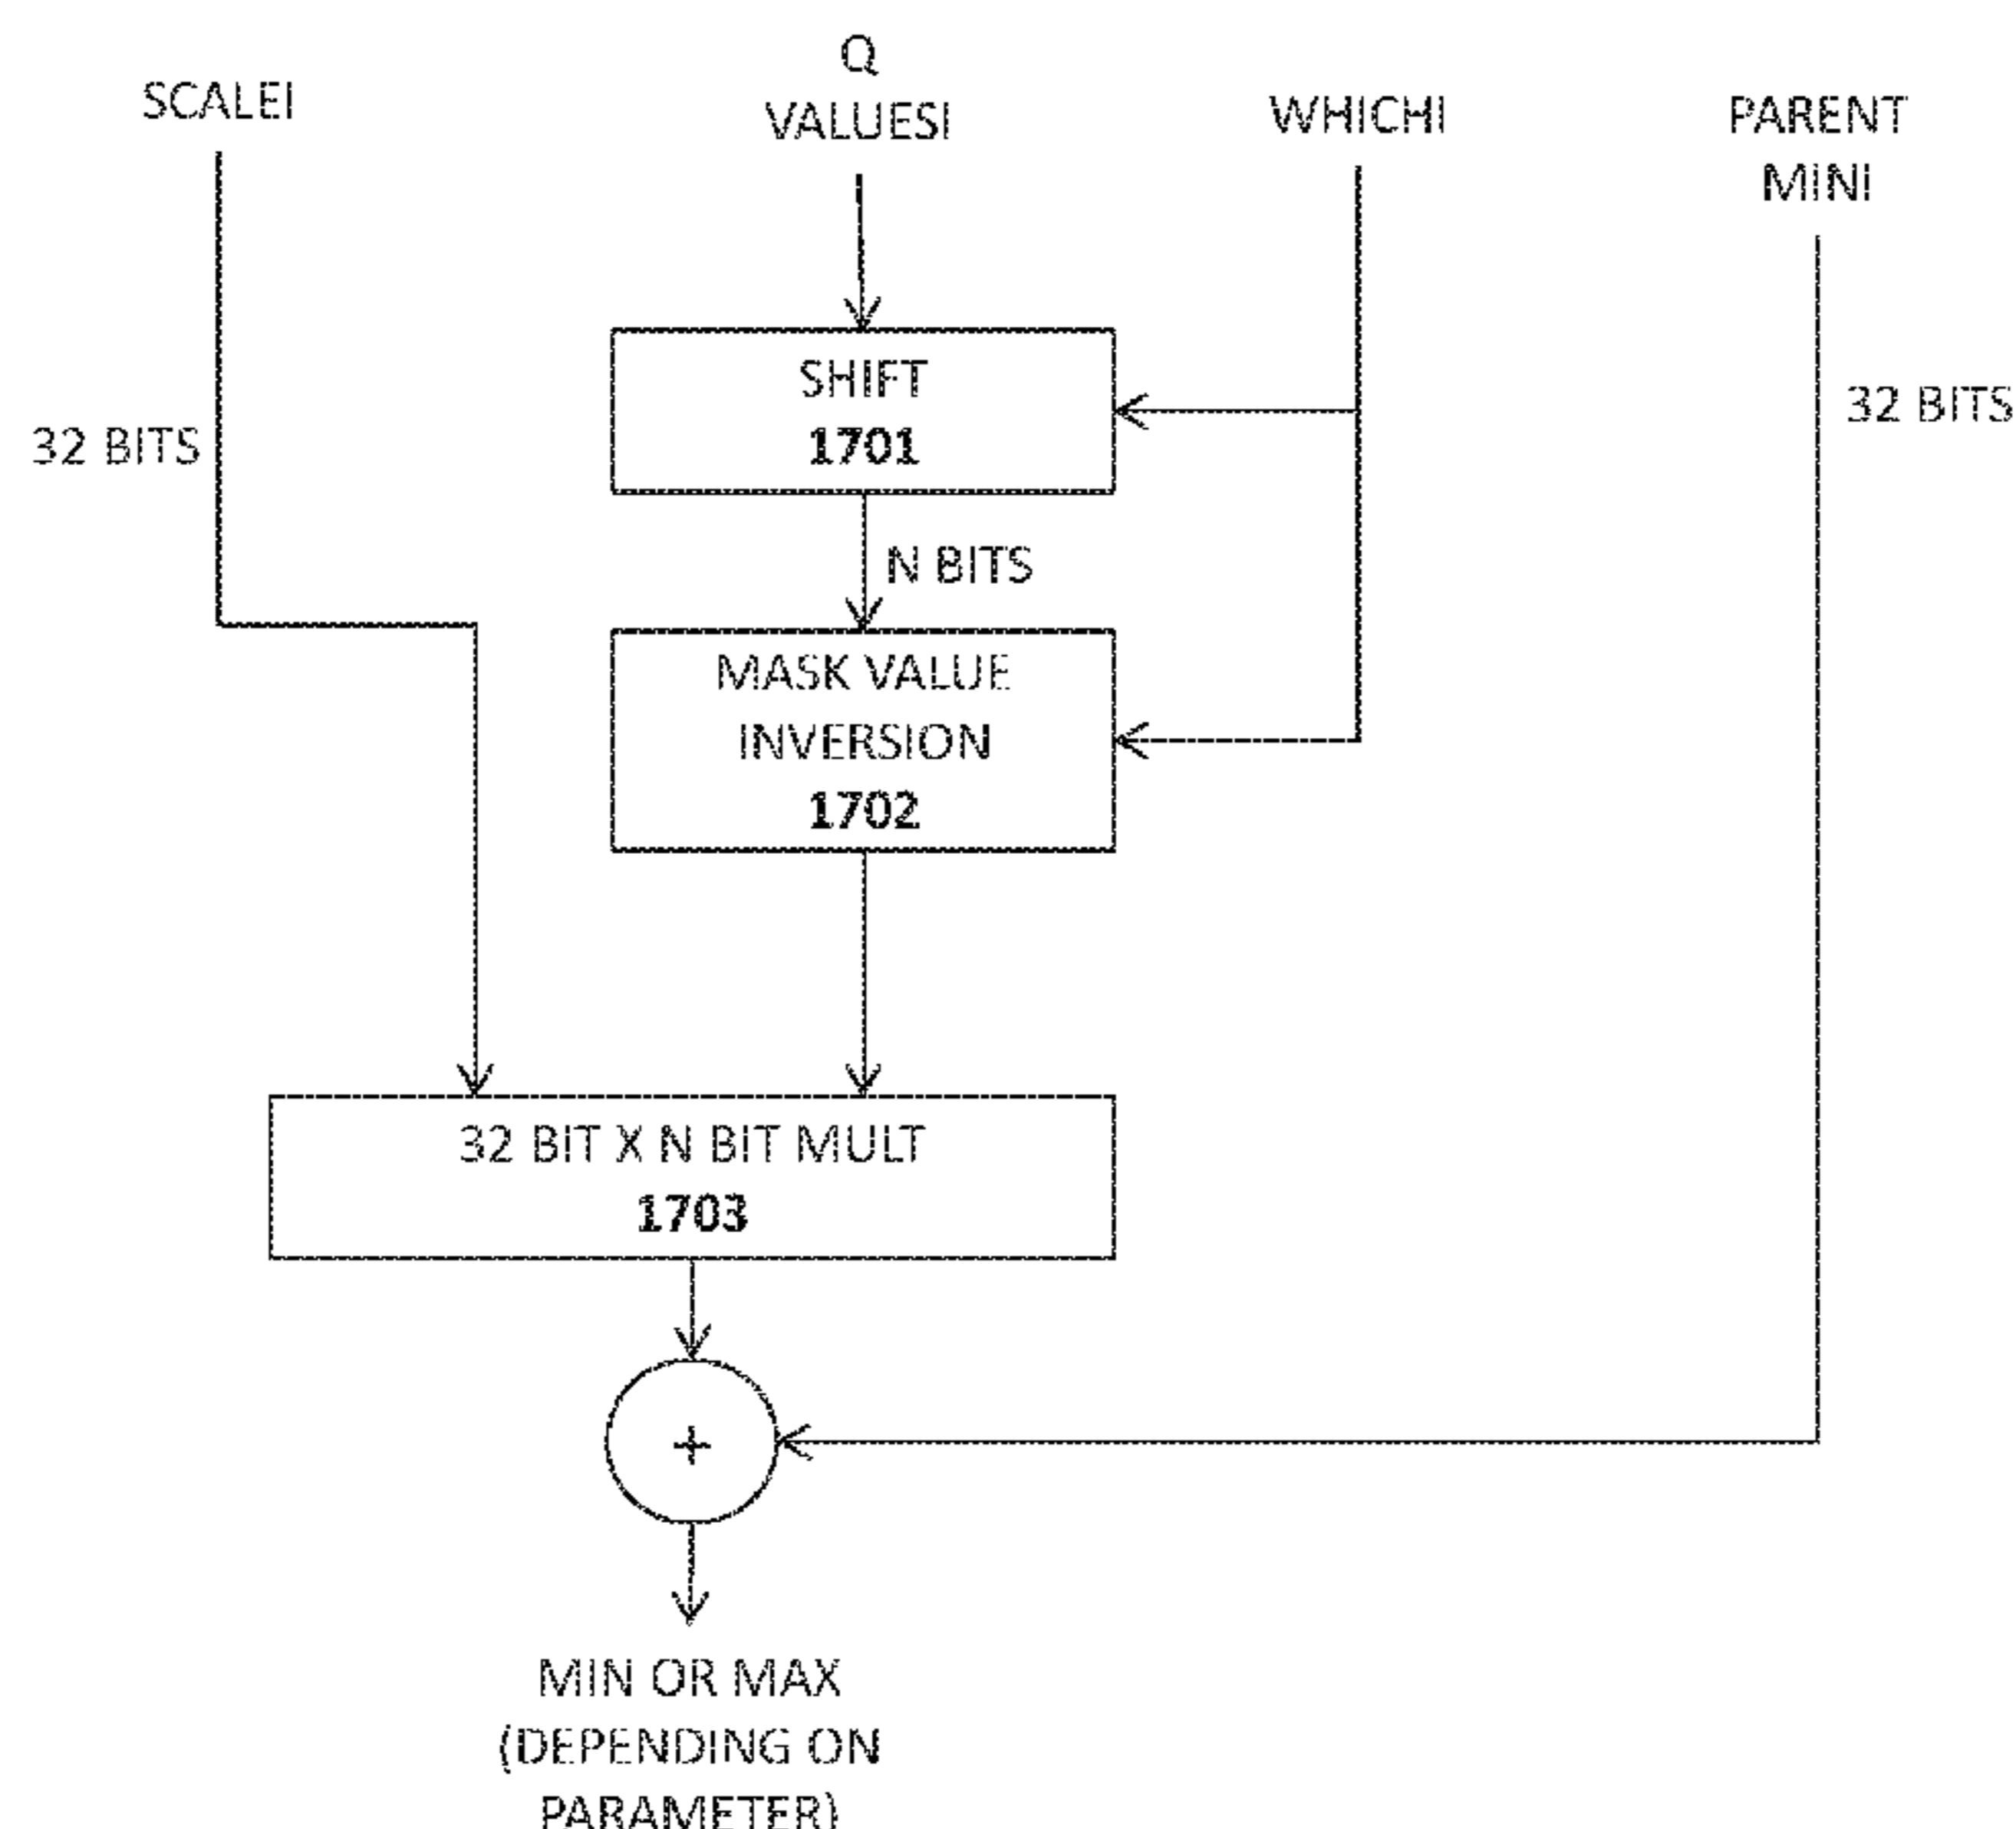 SCALEI
Q
VALUESI
WHICHI
PARENT
MINI
32 BITS
SHIFT
1701
32 BITS
N BITS
MASK VALUE
INVERSION
1702
32 BIT X N BIT MULT
1703
+
MIN OR MAX
(DEPENDING ON
PARAMETER)